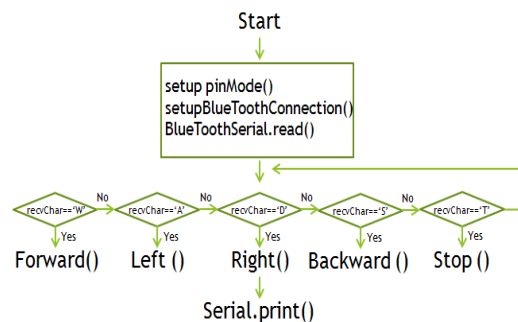 Start
setup pinMode()
setupBlueToothConnection()
BlueToothSerial.read()
No No No No
recvChar=='W' recvChar=='A' recvChar=='D' recvChar=='S' recvChar=='T'
Yes Yes Yes Yes Yes
Forward() Left () Right() Backward () Stop ()
Serial.print()